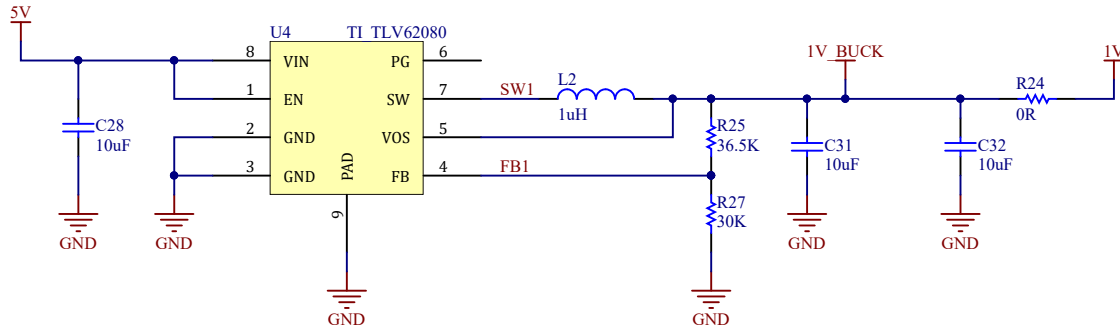 5V
U4
TI_TLV62080
8
VIN
PG
6
1
EN
SW
7
SW1
L2
1uH
2
GND
VOS
5
3
GND
FB
4
FB1
PAD
9
C28
10uF
GND
GND
GND
R25
36.5K
R27
30K
GND
1V_BUCK
C31
10uF
GND
C32
10uF
GND
R24
0R
1V